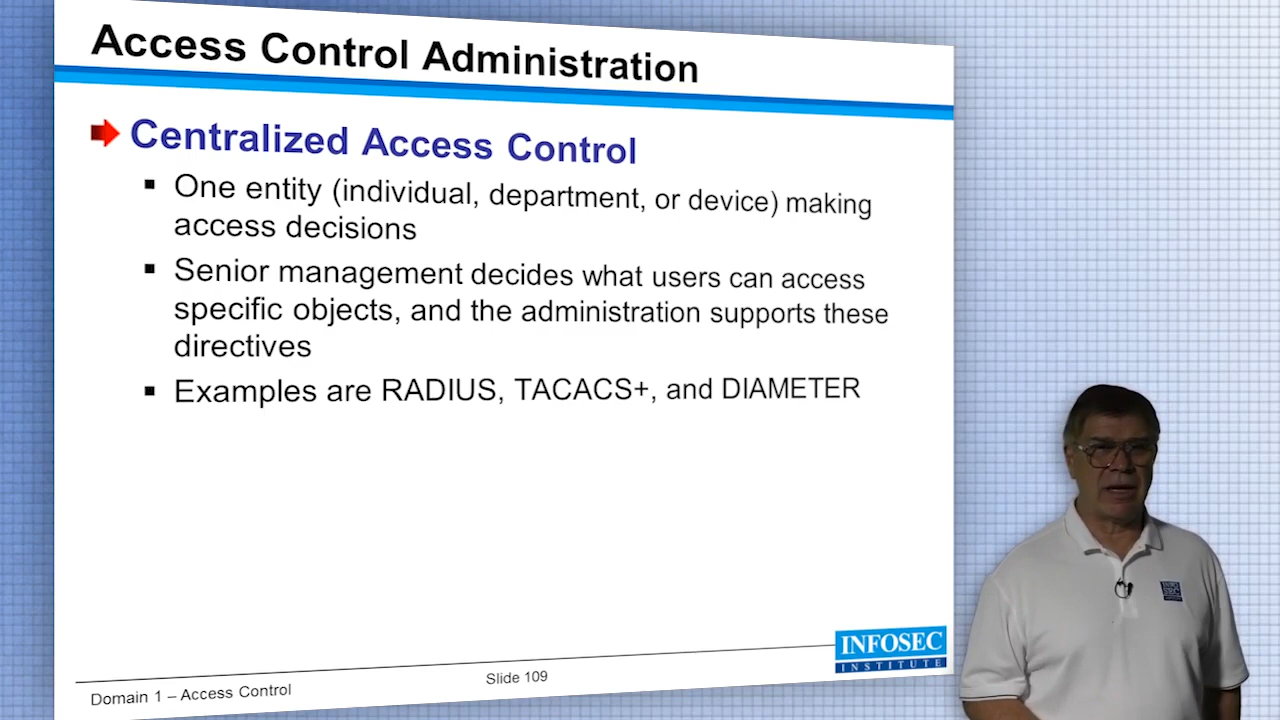 Access Control Administration
Centralized Access Control
▪ One entity (individual, department, or device) making
access decisions
▪ Senior management decides what users can access
specific objects, and the administration supports these
directives
▪ Examples are RADIUS, TACACS+, and DIAMETER
INFOSEC
INSTITUTE
Domain 1 – Access Control
Slide 109